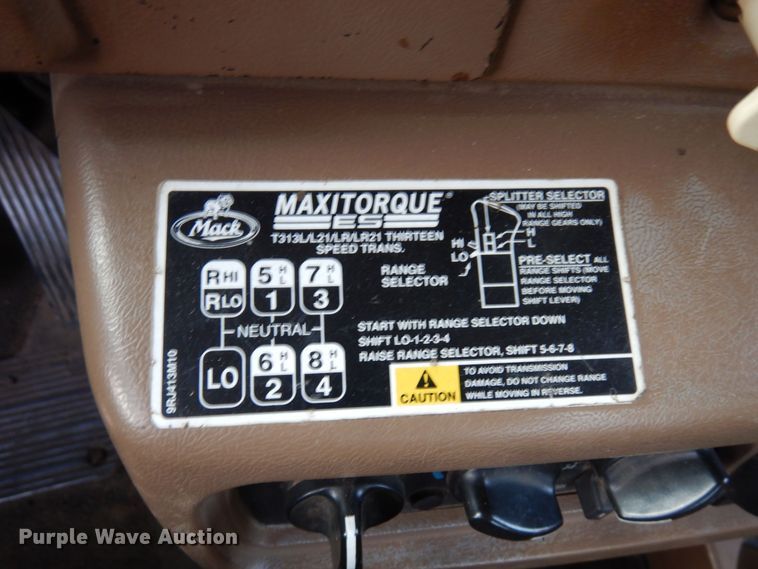 Mack
MAXITORQUE®
ES
T313L/L21/LR/LR21 THIRTEEN
SPEED TRANS.
SPLITTER SELECTOR
(MAY BE SHIFTED
IN ALL HIGH
RANGE GEARS ONLY)
H
L
HI
LO
RANGE
SELECTOR
PRE-SELECT ALL
RANGE SHIFTS (MOVE
RANGE SELECTOR
BEFORE MOVING
SHIFT LEVER)
R HI 5 H L 7 H L
R LO 1 3
NEUTRAL
LO 6 H L 8 H L
2 4
START WITH RANGE SELECTOR DOWN
SHIFT LO-1-2-3-4
RAISE RANGE SELECTOR, SHIFT 5-6-7-8
CAUTION
TO AVOID TRANSMISSION
DAMAGE, DO NOT CHANGE RANGE
WHILE MOVING IN REVERSE.
9RJ413M10
Purple Wave Auction